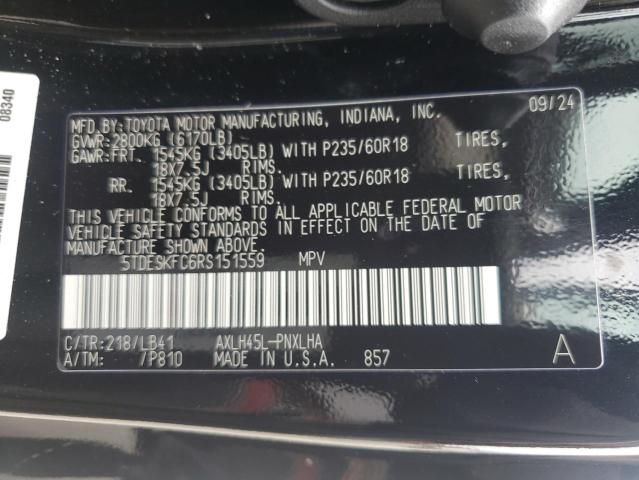 08340
MFD. BY: TOYOTA MOTOR MANUFACTURING, INDIANA, INC. 09/24
GVWR: 2800KG (6170LB)
GAWR: FRT. 1545KG (3405LB) WITH P235/60R18 TIRES,
18X7.5J RIMS.
RR. 1545KG (3405LB) WITH P235/60R18 TIRES,
18X7.5J RIMS.
THIS VEHICLE CONFORMS TO ALL APPLICABLE FEDERAL MOTOR
VEHICLE SAFETY STANDARDS IN EFFECT ON THE DATE OF
MANUFACTURE SHOWN ABOVE.
5TDESKFC6RS151559 MPV
C/TR: 218/LB41 AXLH45L-PNXLHA
A/TM: /P810 MADE IN U.S.A. 857 A